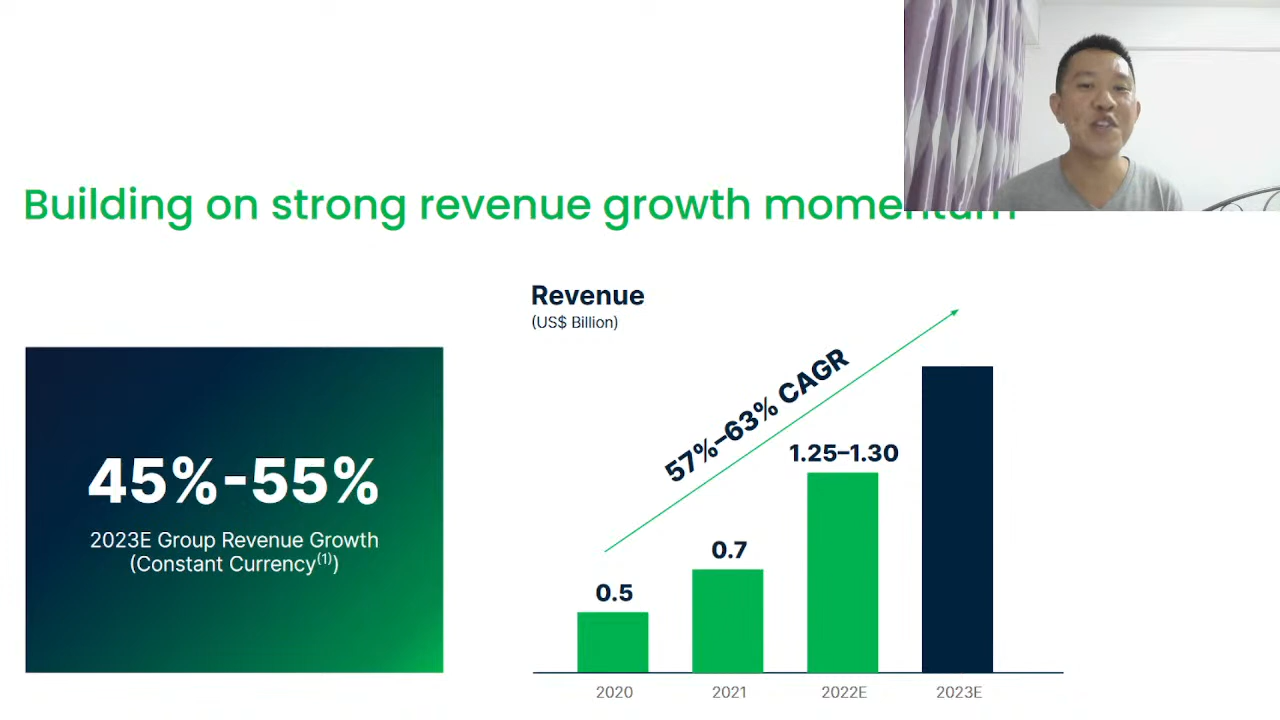 Building on strong revenue growth momentum
Revenue
(US$ Billion)
45%-55%
2023E Group Revenue Growth
(Constant Currency(1))
57%–63% CAGR
0.5
0.7
1.25–1.30
2020
2021
2022E
2023E